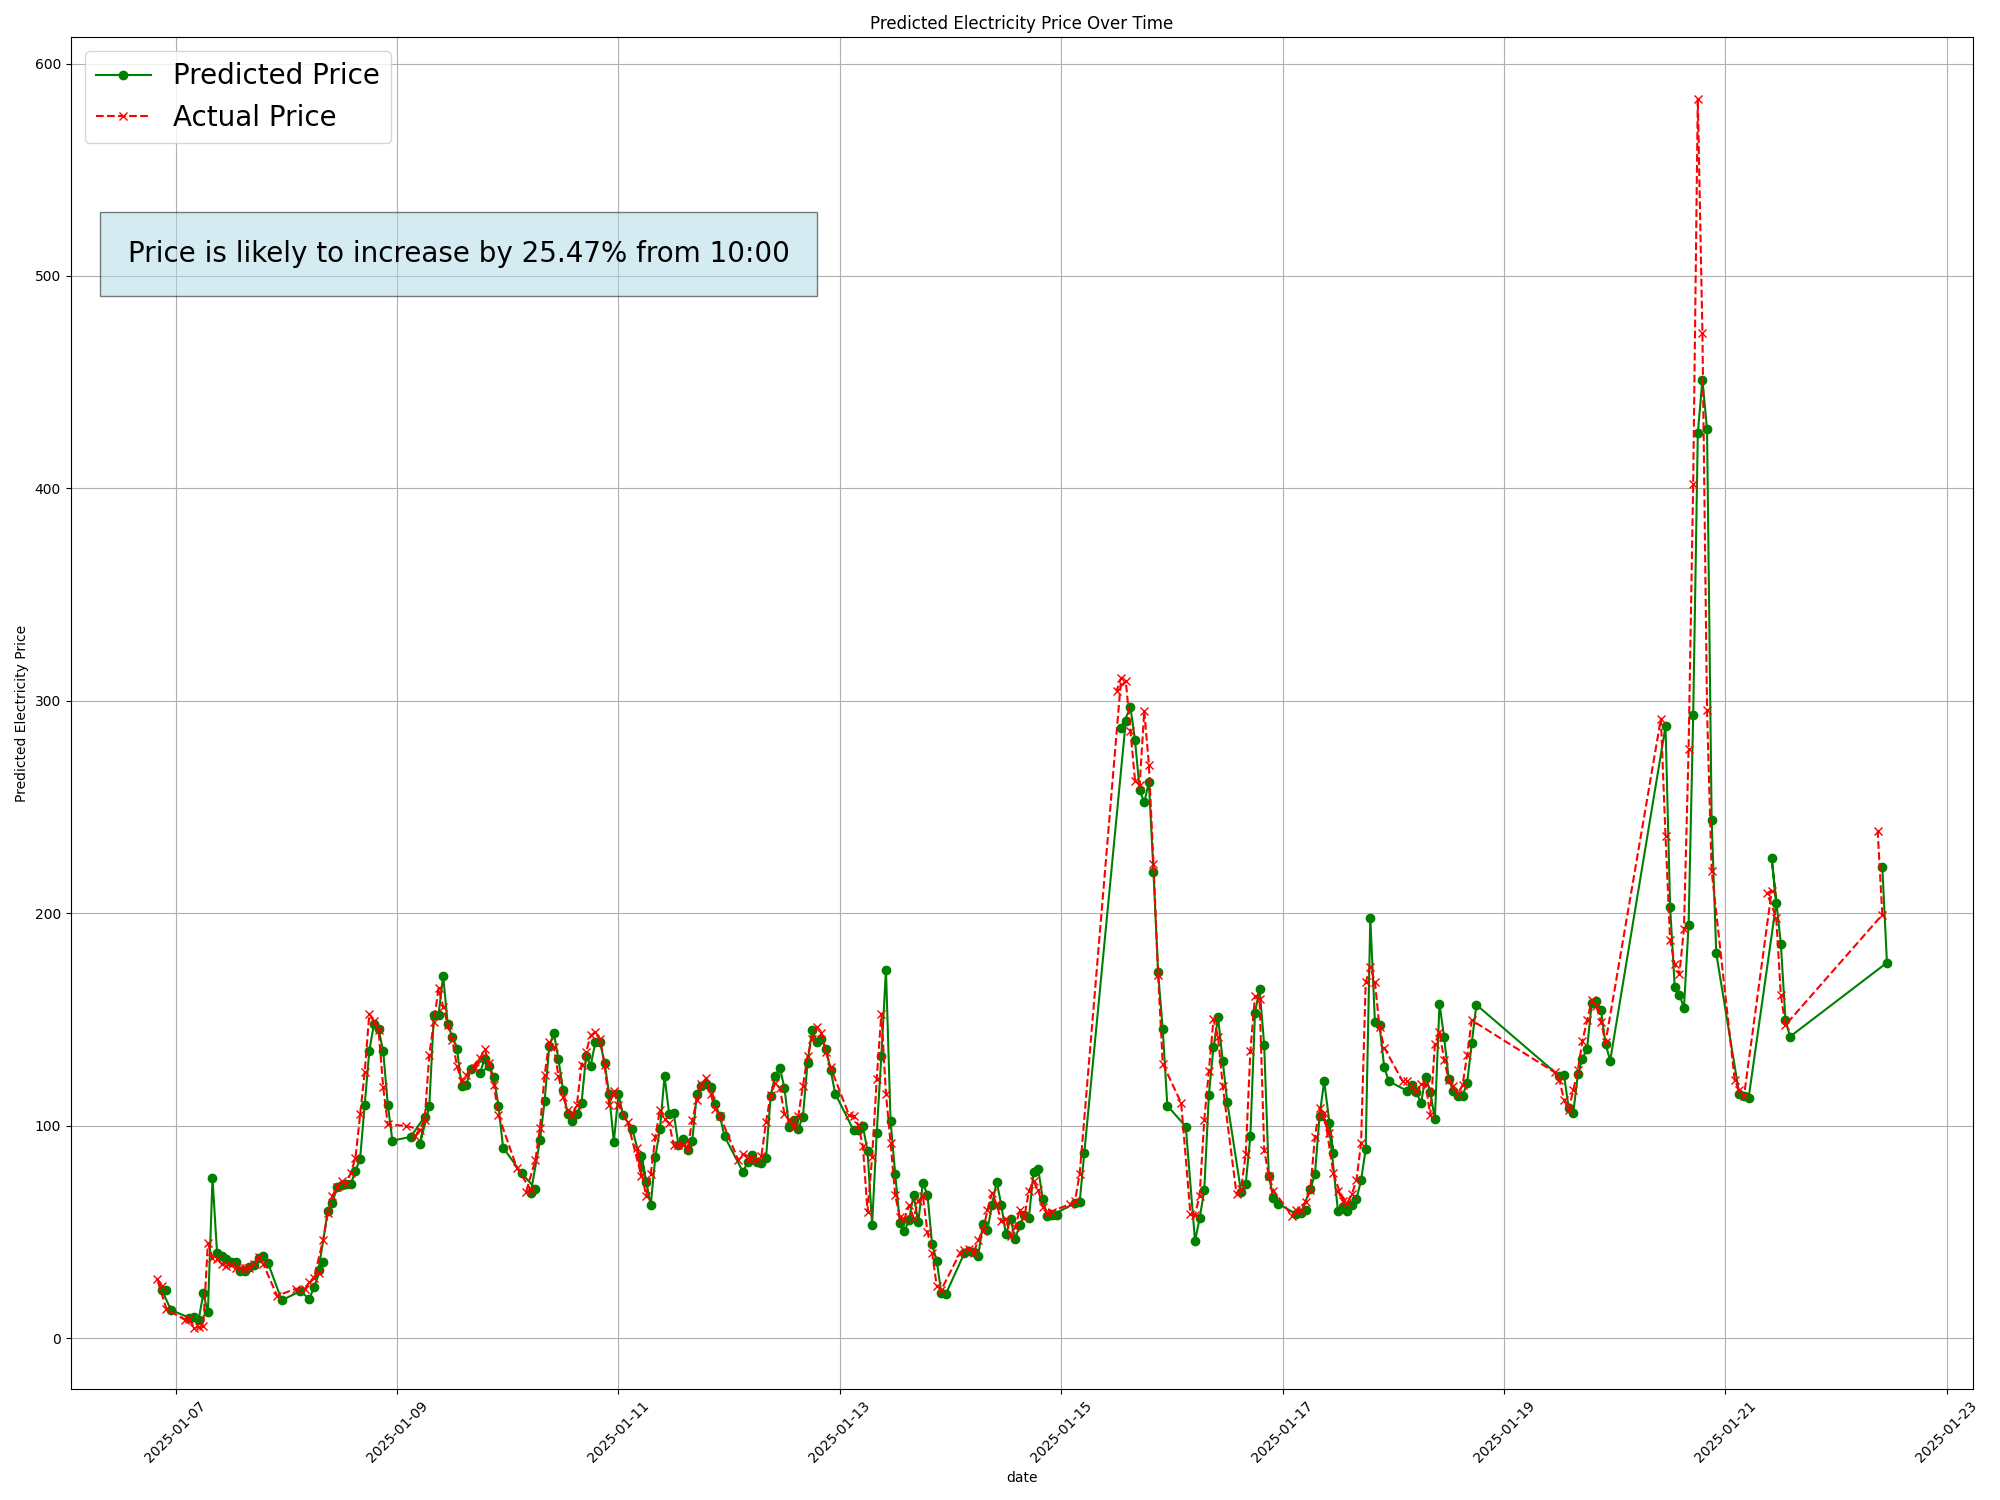 Predicted Electricity Price Over Time
Predicted Price
Actual Price
Price is likely to increase by 25.47% from 10:00
Predicted Electricity Price
600
500
400
300
200
100
0
2025-01-07
2025-01-09
2025-01-11
2025-01-13
2025-01-15
2025-01-17
2025-01-19
2025-01-21
2025-01-23
date